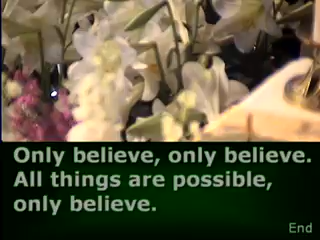 Only believe, only believe.
All things are possible,
only believe.
End